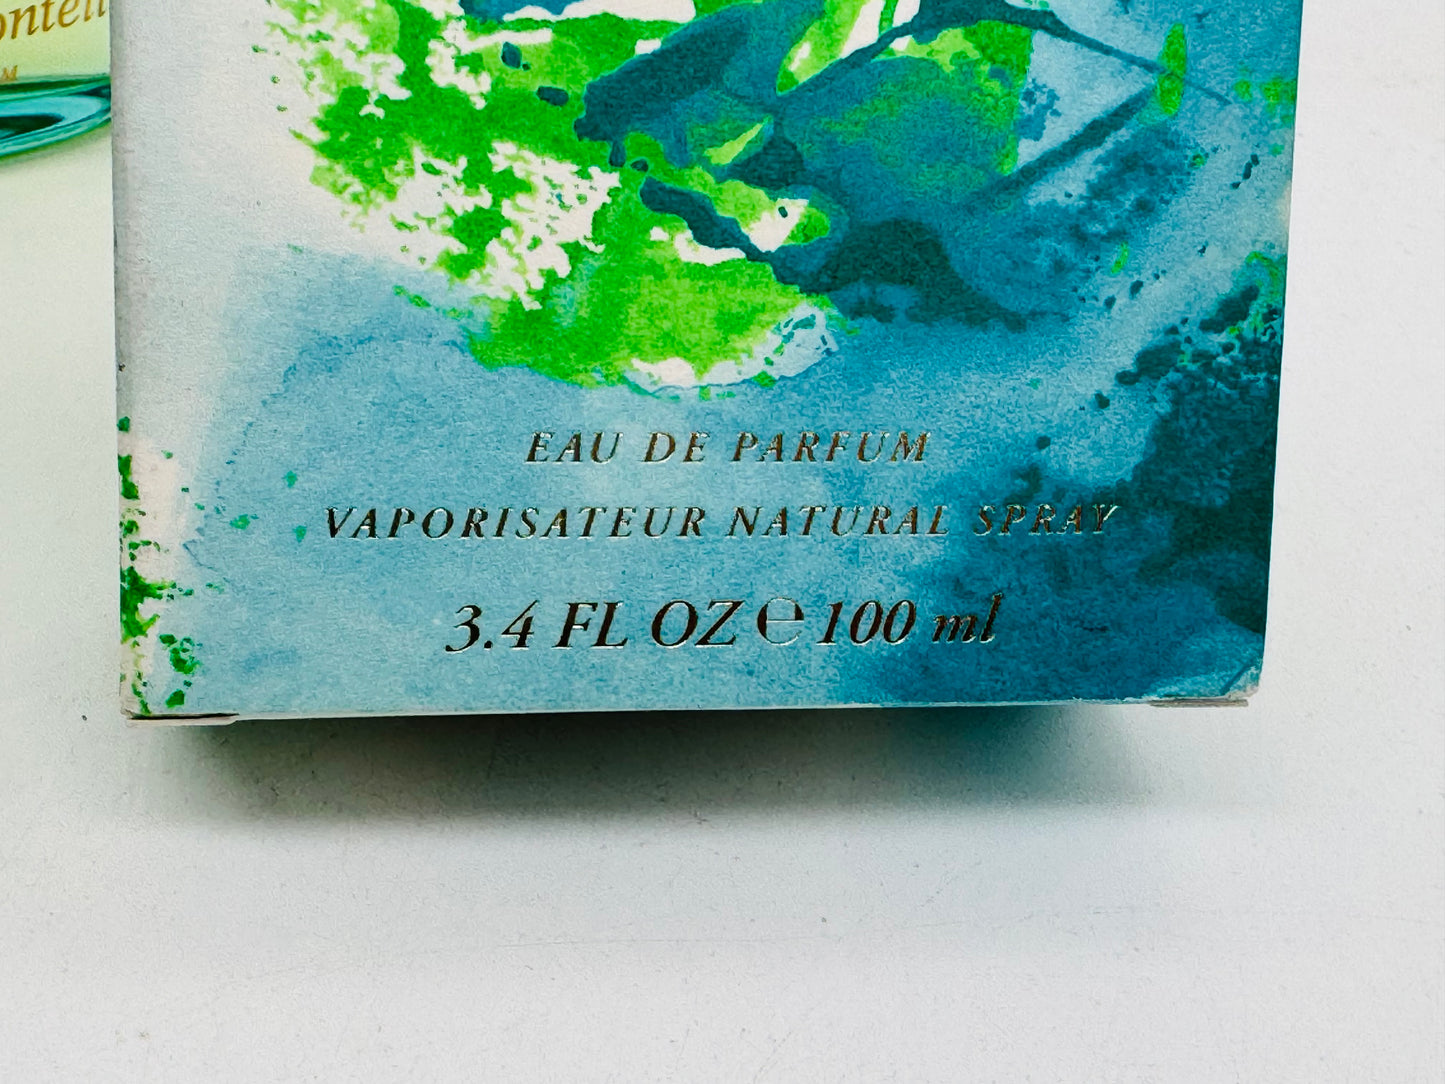 EAU DE PARFUM
VAPORISATEUR NATURAL SPRAY
3.4 FL OZ ℮ 100 ml